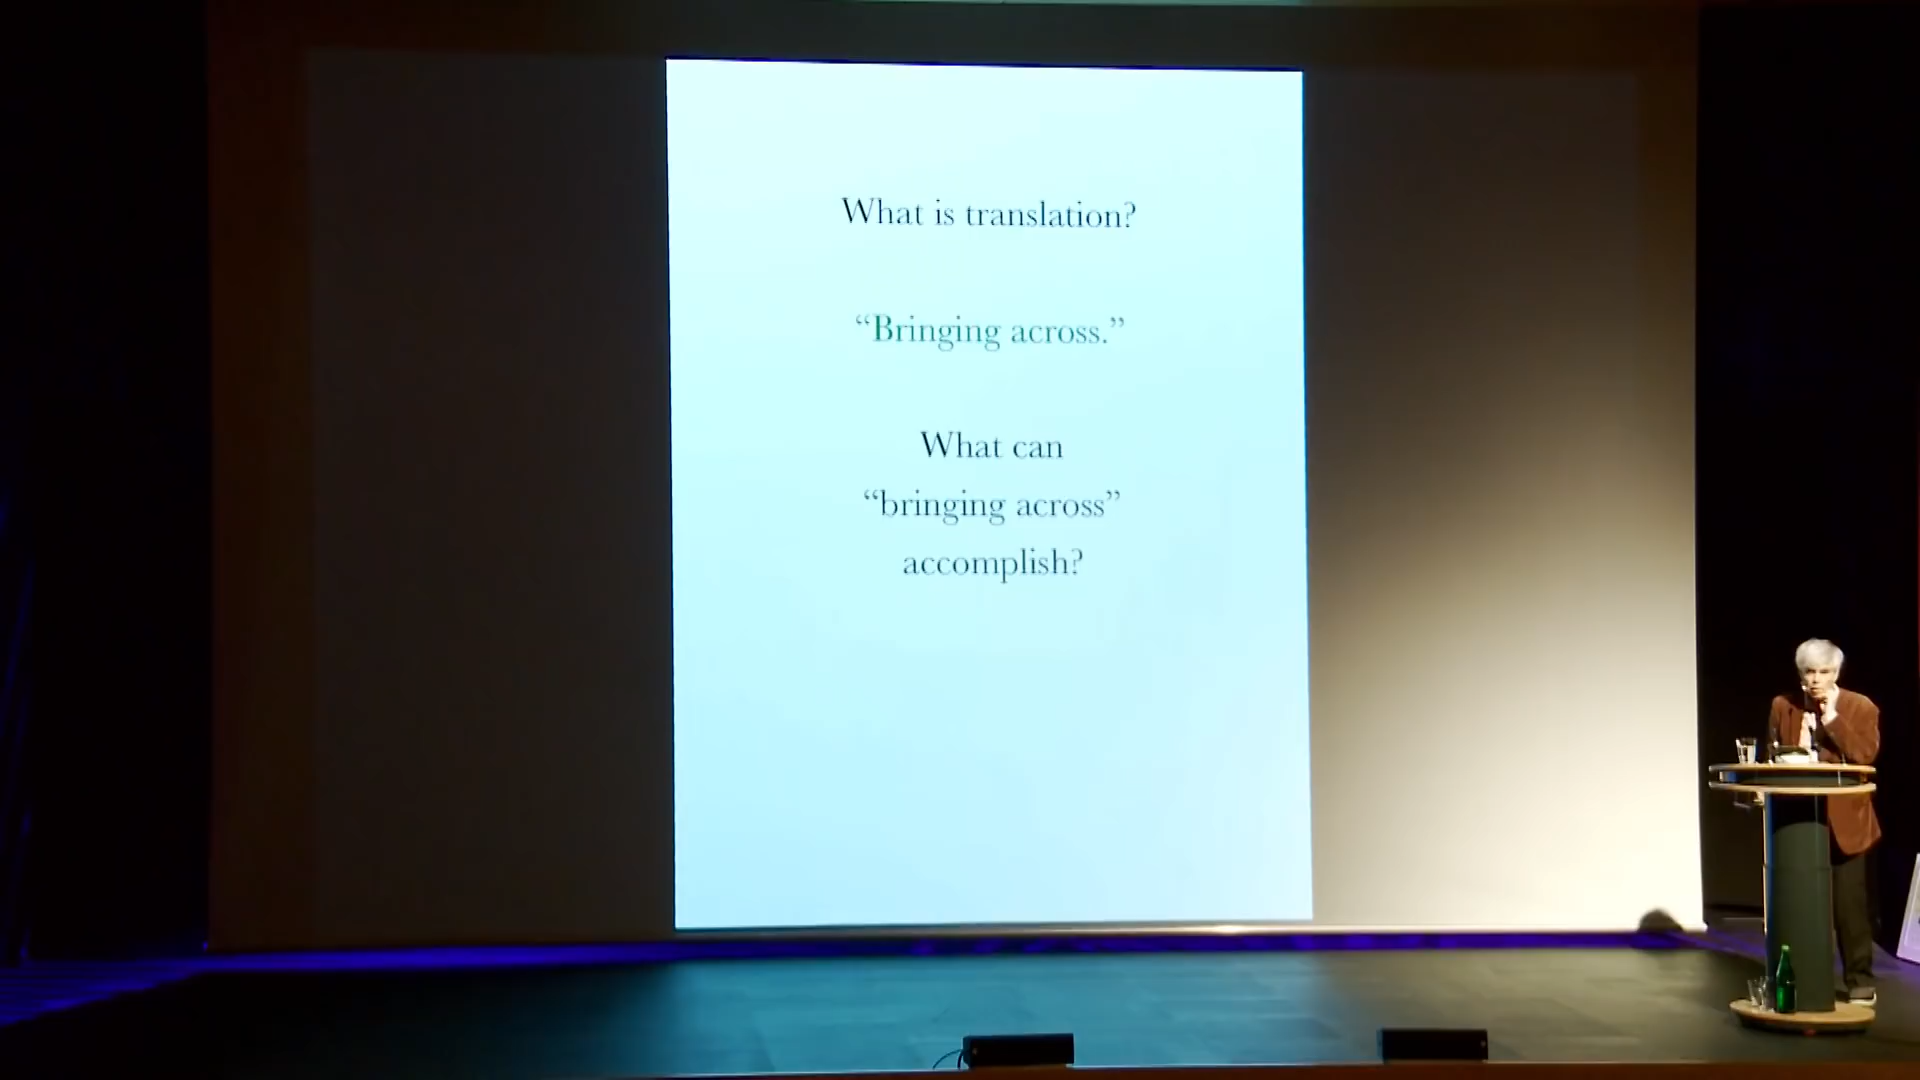 What is translation?
“Bringing across.”
What can
“bringing across”
accomplish?